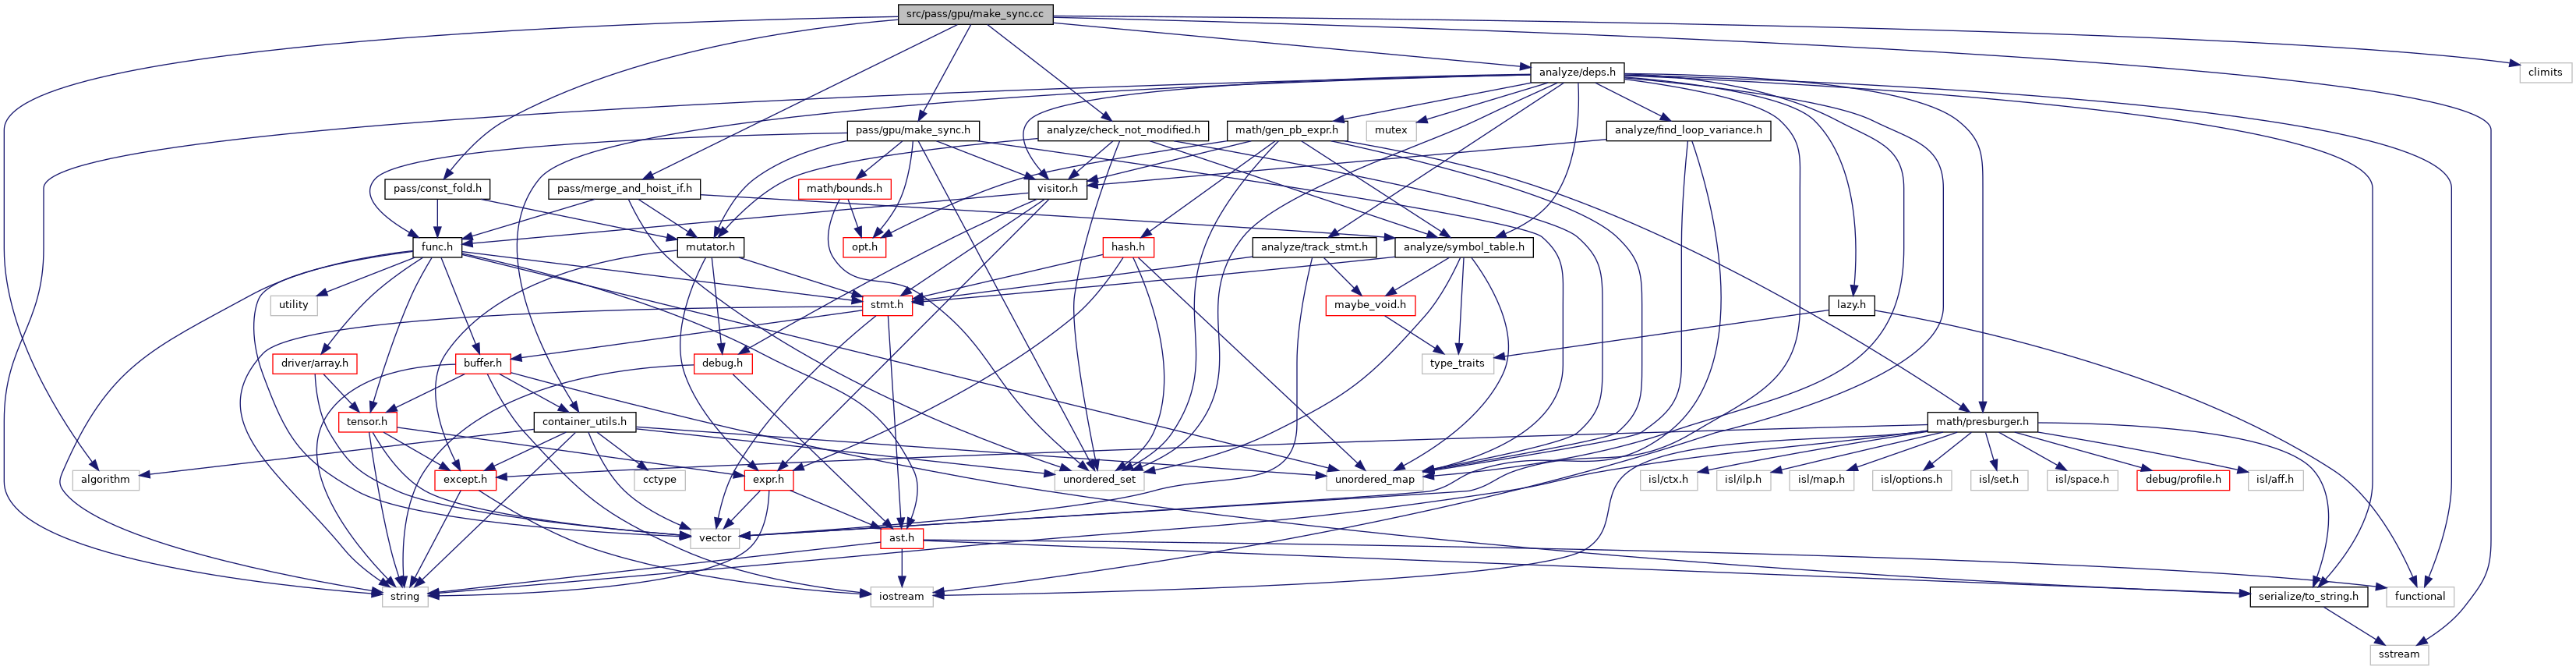 src/pass/gpu/make_sync.cc
analyze/deps.h
climits
pass/gpu/make_sync.h
analyze/check_not_modified.h
math/gen_pb_expr.h
mutex
analyze/find_loop_variance.h
pass/const_fold.h
pass/merge_and_hoist_if.h
math/bounds.h
visitor.h
func.h
mutator.h
opt.h
hash.h
analyze/track_stmt.h
analyze/symbol_table.h
utility
stmt.h
maybe_void.h
lazy.h
driver/array.h
buffer.h
debug.h
type_traits
tensor.h
container_utils.h
math/presburger.h
algorithm
except.h
cctype
expr.h
unordered_set
unordered_map
isl/ctx.h
isl/ilp.h
isl/map.h
isl/options.h
isl/set.h
isl/space.h
debug/profile.h
isl/aff.h
vector
ast.h
string
iostream
serialize/to_string.h
functional
sstream